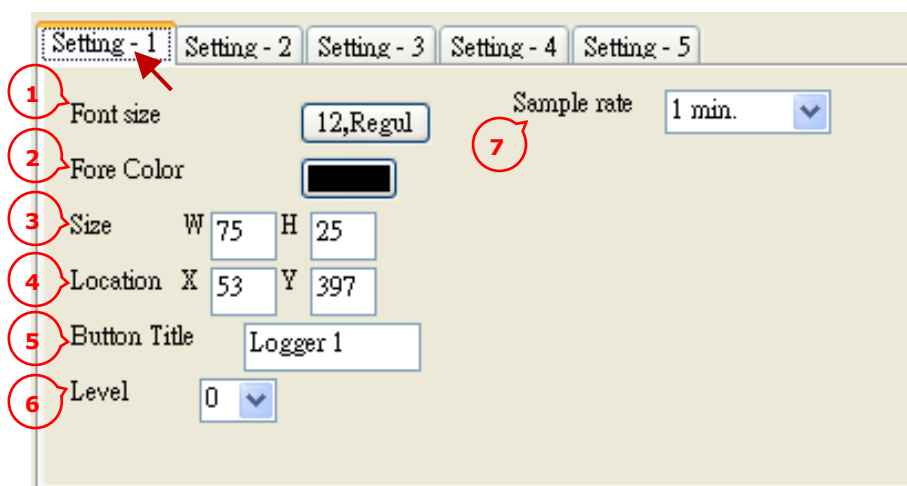 Setting - 1 Setting - 2 Setting - 3 Setting - 4 Setting - 5
1 Font size 12,Regul
Sample rate 1 min.
7
2 Fore Color
3 Size W 75 H 25
4 Location X 53 Y 397
5 Button Title Logger 1
6 Level 0